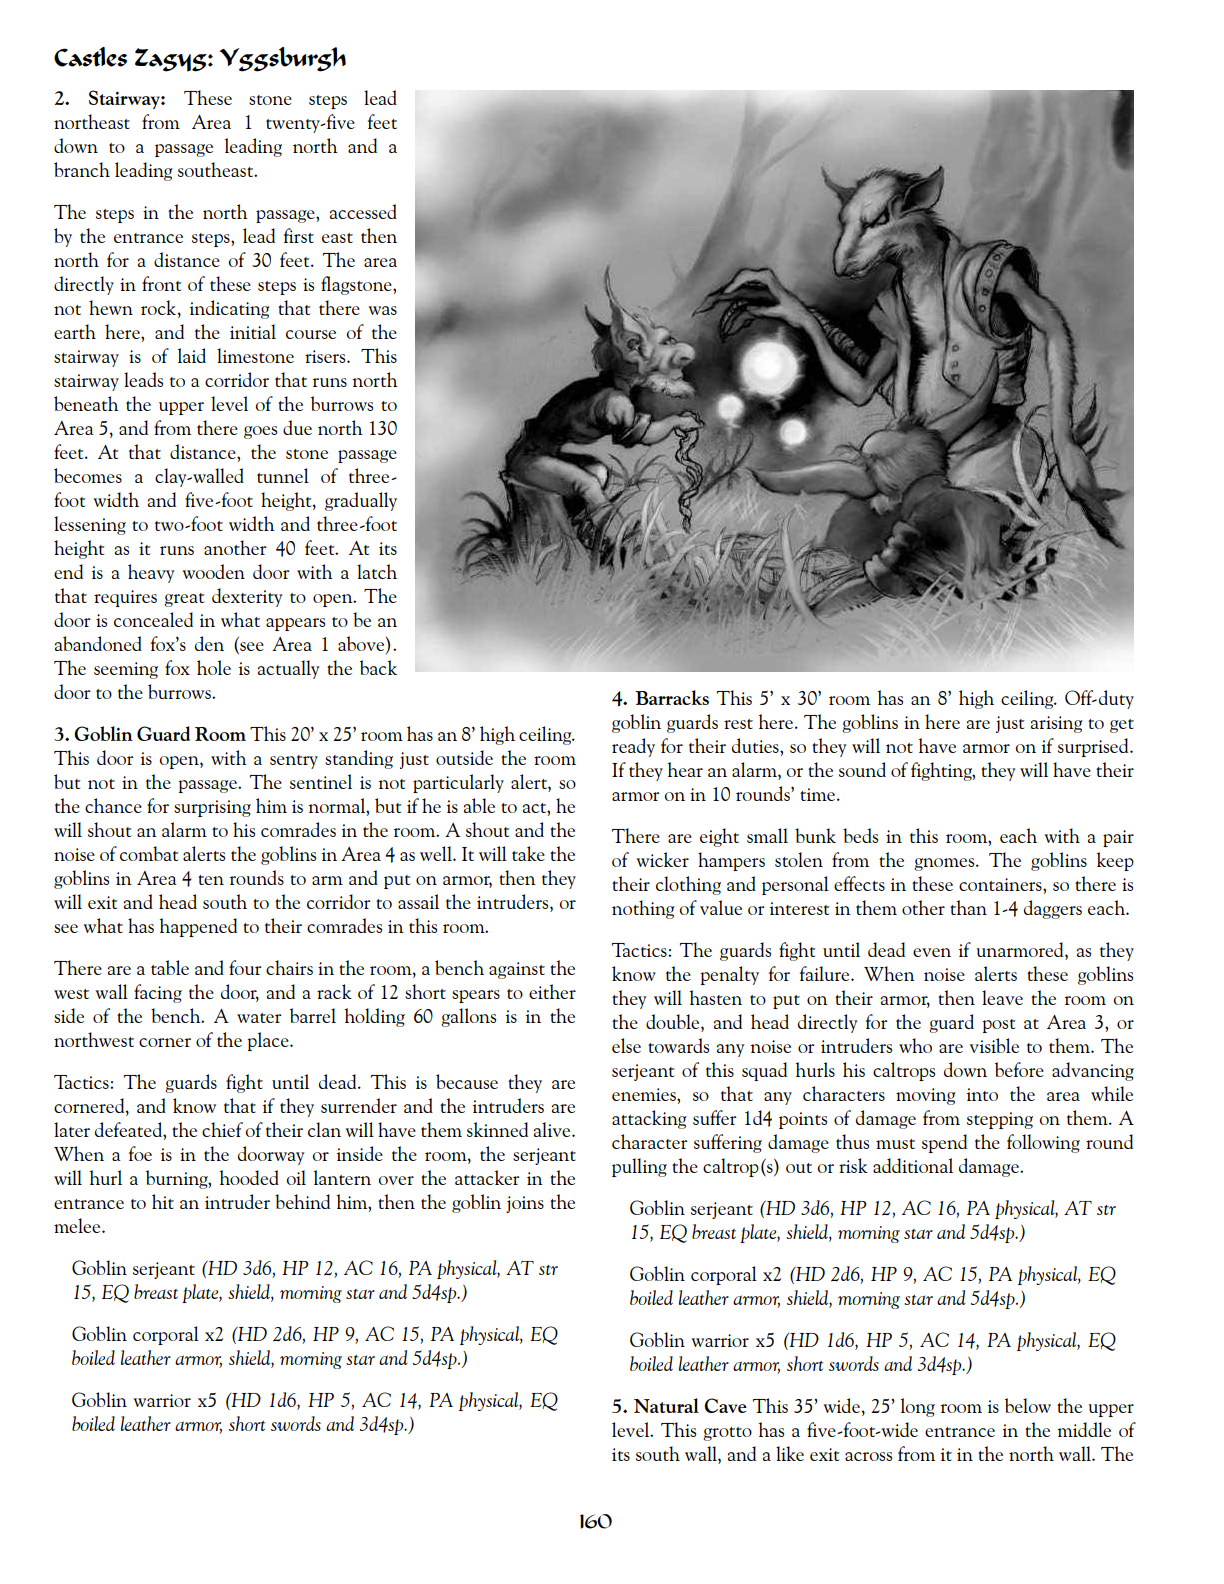 Castles Zagyg: Yggsburgh
2. Stairway: These stone steps lead
northeast from Area 1 twenty-five feet
down to a passage leading north and a
branch leading southeast.
The steps in the north passage, accessed
by the entrance steps, lead first east then
north for a distance of 30 feet. The area
directly in front of these steps is flagstone,
not hewn rock, indicating that there was
earth here, and the initial course of the
stairway is of laid limestone risers. This
stairway leads to a corridor that runs north
beneath the upper level of the burrows to
Area 5, and from there goes due north 130
feet. At that distance, the stone passage
becomes a clay-walled tunnel of three-
foot width and five-foot height, gradually
lessening to two-foot width and three-foot
height as it runs another 40 feet. At its
end is a heavy wooden door with a latch
that requires great dexterity to open. The
door is concealed in what appears to be an
abandoned fox's den (see Area 1 above).
The seeming fox hole is actually the back
door to the burrows.
3. Goblin Guard Room This 20' x 25' room has an 8' high ceiling.
This door is open, with a sentry standing just outside the room
but not in the passage. The sentinel is not particularly alert, so
the chance for surprising him is normal, but if he is able to act, he
will shout an alarm to his comrades in the room. A shout and the
noise of combat alerts the goblins in Area 4 as well. It will take the
goblins in Area 4 ten rounds to arm and put on armor, then they
will exit and head south to the corridor to assail the intruders, or
see what has happened to their comrades in this room.
There are a table and four chairs in the room, a bench against the
west wall facing the door, and a rack of 12 short spears to either
side of the bench. A water barrel holding 60 gallons is in the
northwest corner of the place.
Tactics: The guards fight until dead. This is because they are
cornered, and know that if they surrender and the intruders are
later defeated, the chief of their clan will have them skinned alive.
When a foe is in the doorway or inside the room, the serjeant
will hurl a burning, hooded oil lantern over the attacker in the
entrance to hit an intruder behind him, then the goblin joins the
melee.
Goblin serjeant (HD 3d6, HP 12, AC 16, PA physical, AT str
15, EQ breast plate, shield, morning star and 5d4sp.)
Goblin corporal x2 (HD 2d6, HP 9, AC 15, PA physical, EQ
boiled leather armor, shield, morning star and 5d4sp.)
Goblin warrior x5 (HD 1d6, HP 5, AC 14, PA physical, EQ
boiled leather armor, short swords and 3d4sp.)
4. Barracks This 5' x 30' room has an 8' high ceiling. Off-duty
goblin guards rest here. The goblins in here are just arising to get
ready for their duties, so they will not have armor on if surprised.
If they hear an alarm, or the sound of fighting, they will have their
armor on in 10 rounds' time.
There are eight small bunk beds in this room, each with a pair
of wicker hampers stolen from the gnomes. The goblins keep
their clothing and personal effects in these containers, so there is
nothing of value or interest in them other than 1-4 daggers each.
Tactics: The guards fight until dead even if unarmored, as they
know the penalty for failure. When noise alerts these goblins
they will hasten to put on their armor, then leave the room on
the double, and head directly for the guard post at Area 3, or
else towards any noise or intruders who are visible to them. The
serjeant of this squad hurls his caltrops down before advancing
enemies, so that any characters moving into the area while
attacking suffer 1d4 points of damage from stepping on them. A
character suffering damage thus must spend the following round
pulling the caltrop(s) out or risk additional damage.
Goblin serjeant (HD 3d6, HP 12, AC 16, PA physical, AT str
15, EQ breast plate, shield, morning star and 5d4sp.)
Goblin corporal x2 (HD 2d6, HP 9, AC 15, PA physical, EQ
boiled leather armor, shield, morning star and 5d4sp.)
Goblin warrior x5 (HD 1d6, HP 5, AC 14, PA physical, EQ
boiled leather armor, short swords and 3d4sp.)
5. Natural Cave This 35' wide, 25' long room is below the upper
level. This grotto has a five-foot-wide entrance in the middle of
its south wall, and a like exit across from it in the north wall. The
160